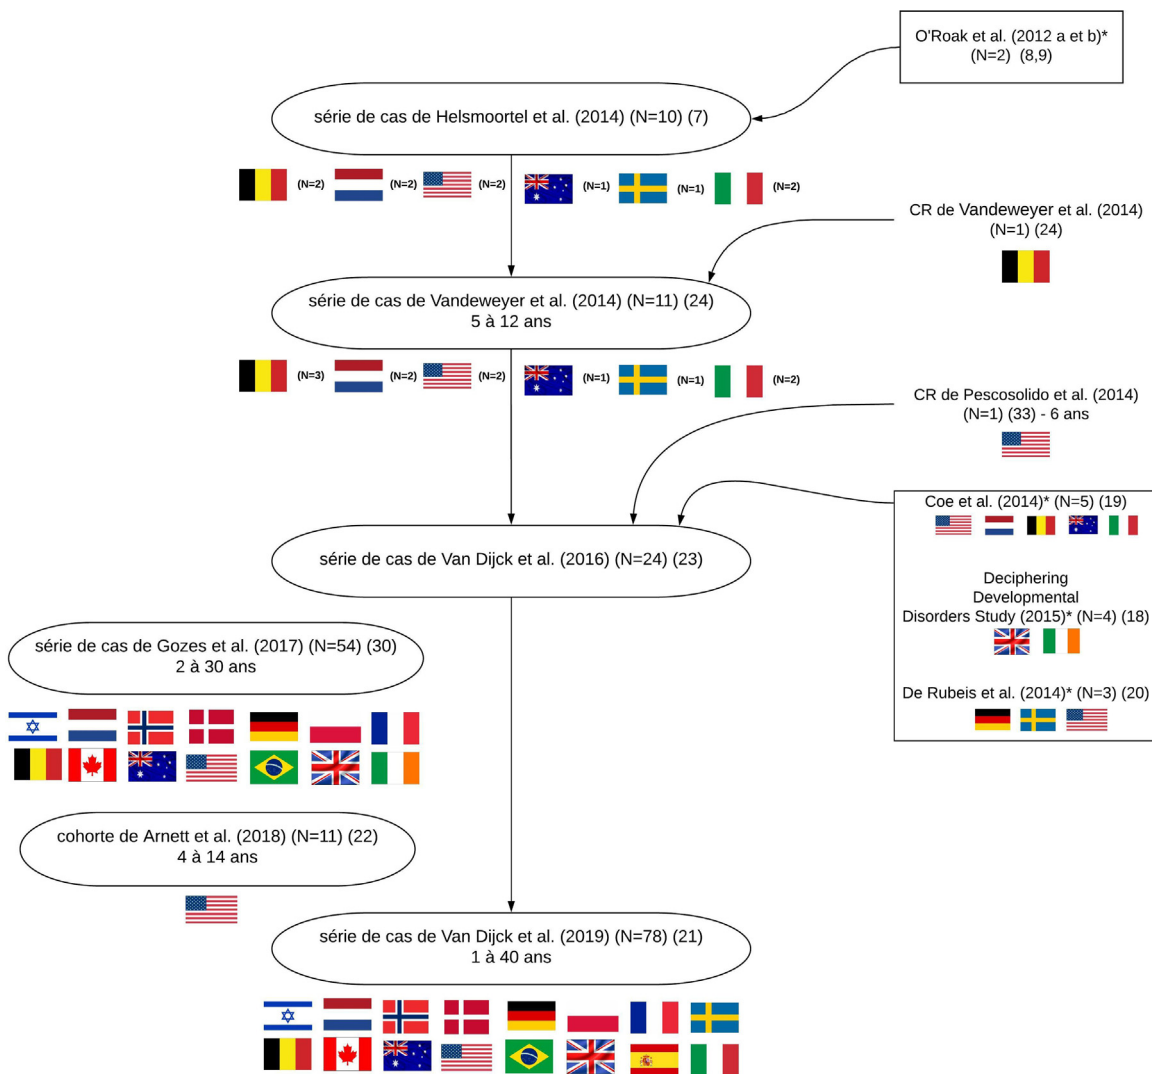 O'Roak et al. (2012 a et b)*
(N=2) (8,9)
série de cas de Helsmoortel et al. (2014) (N=10) (7)
(N=2)
(N=2)
(N=2)
(N=1)
(N=1)
(N=2)
CR de Vandeweyer et al. (2014)
(N=1) (24)
série de cas de Vandeweyer et al. (2014) (N=11) (24)
5 à 12 ans
(N=3)
(N=2)
(N=2)
(N=1)
(N=1)
(N=2)
CR de Pescosolido et al. (2014)
(N=1) (33) - 6 ans
Coe et al. (2014)* (N=5) (19)
Deciphering
Developmental
Disorders Study (2015)* (N=4) (18)
De Rubeis et al. (2014)* (N=3) (20)
série de cas de Van Dijck et al. (2016) (N=24) (23)
série de cas de Gozes et al. (2017) (N=54) (30)
2 à 30 ans
cohorte de Arnett et al. (2018) (N=11) (22)
4 à 14 ans
série de cas de Van Dijck et al. (2019) (N=78) (21)
1 à 40 ans